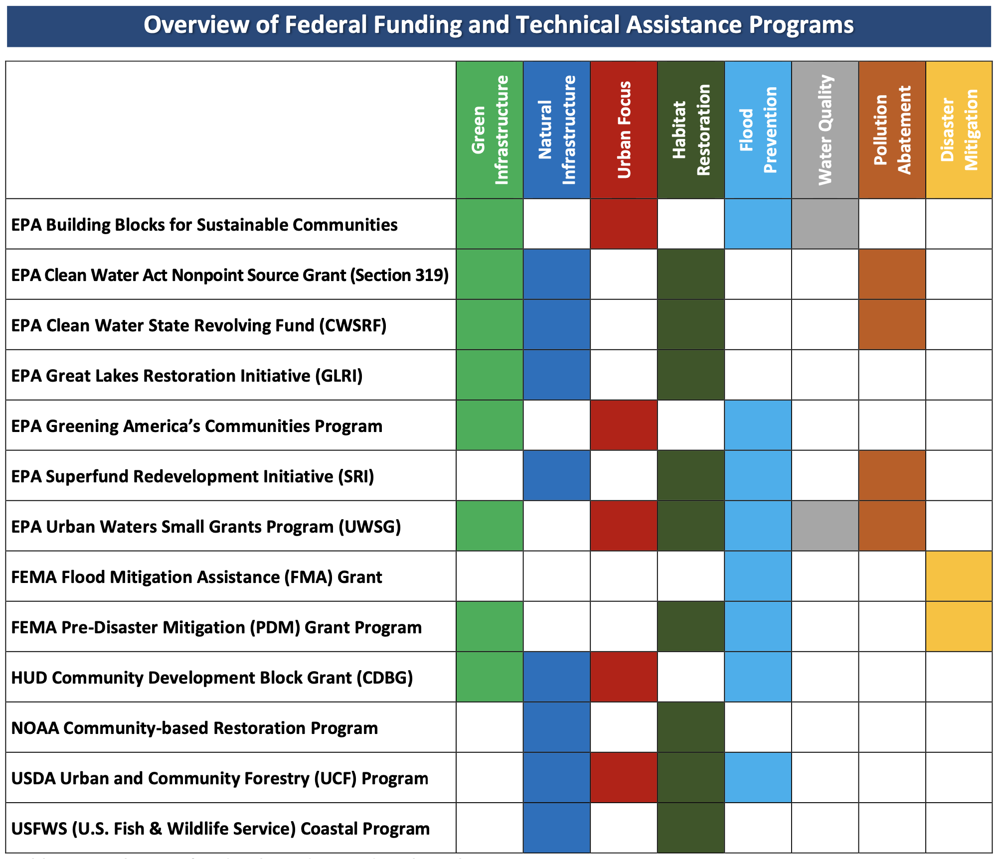 Overview of Federal Funding and Technical Assistance Programs
Green
Infrastructure
Natural
Infrastructure
Urban Focus
Habitat
Restoration
Flood
Prevention
Water Quality
Pollution
Abatement
Disaster
Mitigation
EPA Building Blocks for Sustainable Communities
EPA Clean Water Act Nonpoint Source Grant (Section 319)
EPA Clean Water State Revolving Fund (CWSRF)
EPA Great Lakes Restoration Initiative (GLRI)
EPA Greening America’s Communities Program
EPA Superfund Redevelopment Initiative (SRI)
EPA Urban Waters Small Grants Program (UWSG)
FEMA Flood Mitigation Assistance (FMA) Grant
FEMA Pre-Disaster Mitigation (PDM) Grant Program
HUD Community Development Block Grant (CDBG)
NOAA Community-based Restoration Program
USDA Urban and Community Forestry (UCF) Program
USFWS (U.S. Fish & Wildlife Service) Coastal Program